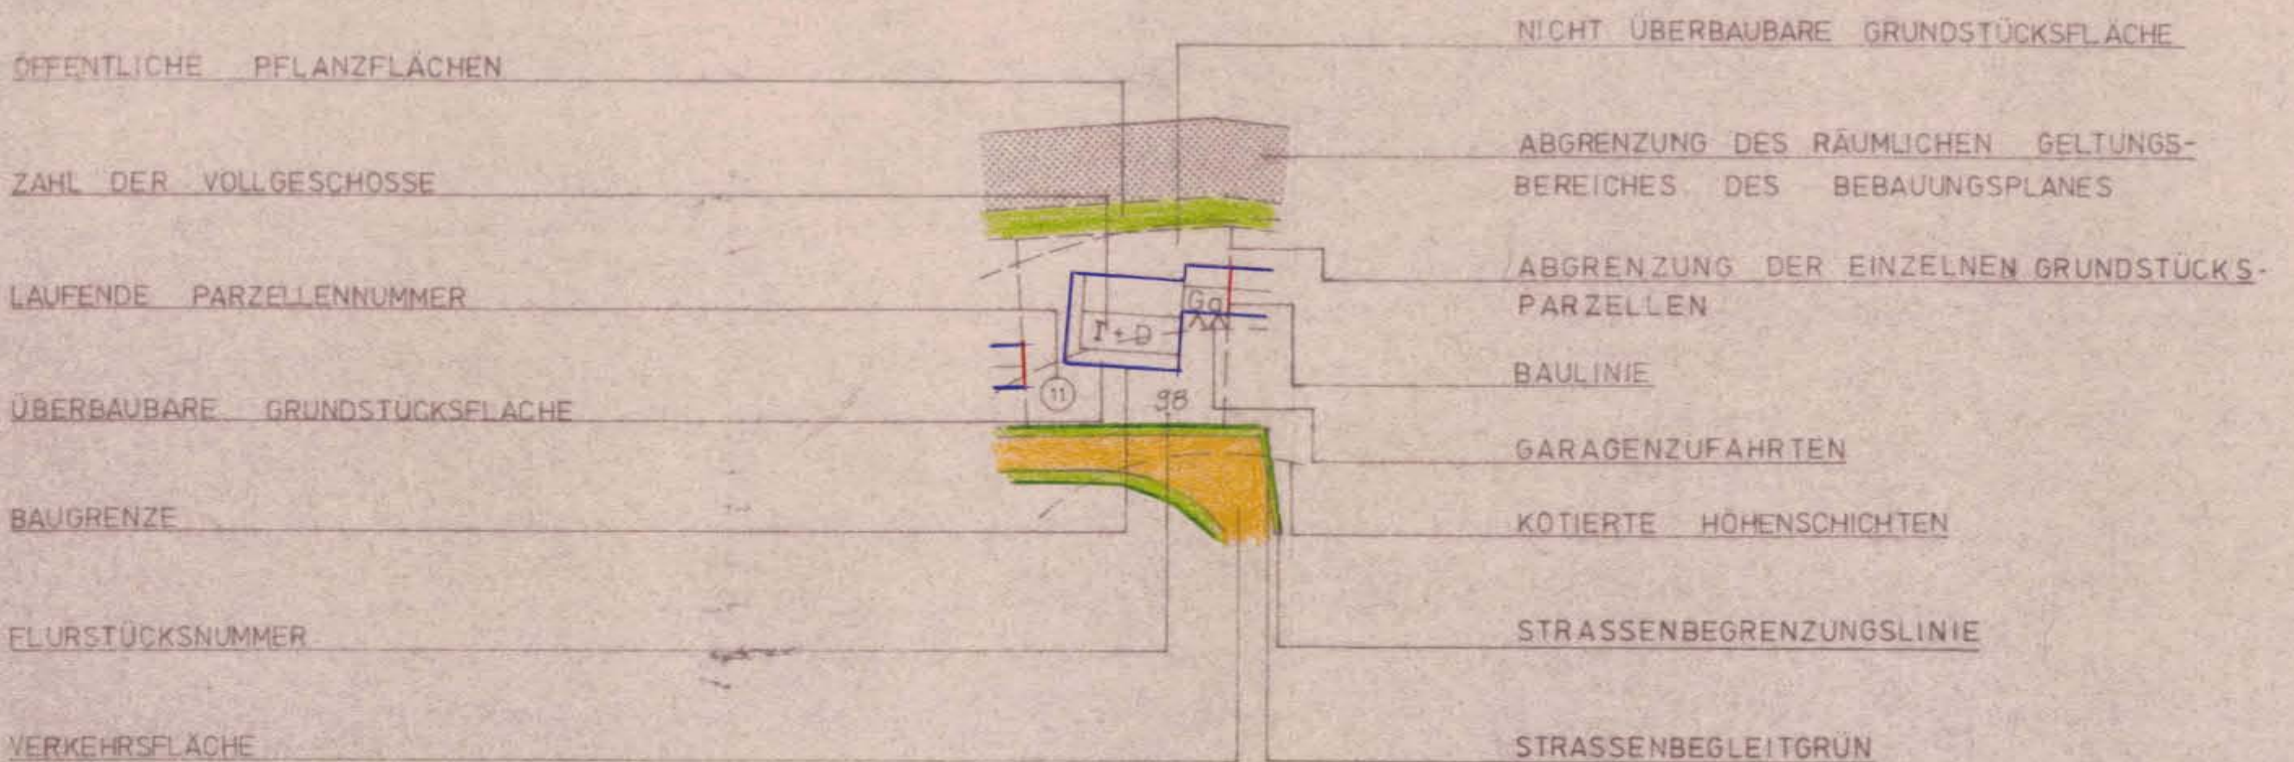 ÖFFENTLICHE PFLANZFLÄCHEN
ZAHL DER VOLLGESCHOSSE
LAUFENDE PARZELLENNUMMER
ÜBERBAUBARE GRUNDSTÜCKSFLÄCHE
BAUGRENZE
FLURSTÜCKSNUMMER
VERKEHRSFLÄCHE
Ga
I + D
11
98
NICHT ÜBERBAUBARE GRUNDSTÜCKSFLÄCHE
ABGRENZUNG DES RÄUMLICHEN GELTUNGS-
BEREICHES DES BEBAUUNGSPLANES
ABGRENZUNG DER EINZELNEN GRUNDSTÜCKS-
PARZELLEN
BAULINIE
GARAGENZUFAHRTEN
KOTIERTE HÖHENSCHICHTEN
STRASSENBEGRENZUNGSLINIE
STRASSENBEGLEITGRÜN